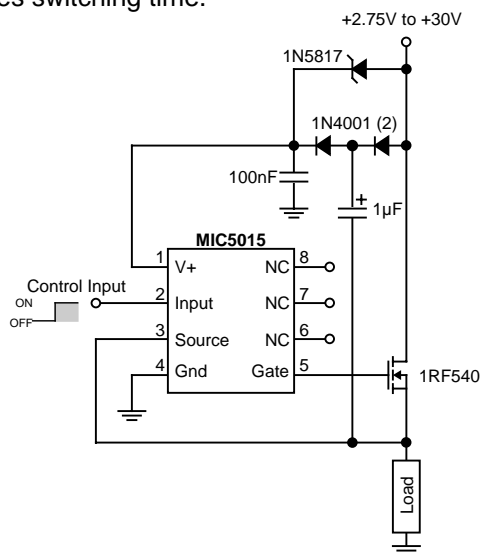 es switching time.
+2.75V to +30V
1N5817
1N4001 (2)
100nF
+
1µF
MIC5015
1
V+
NC
8
Control Input
ON
OFF
2
Input
NC
7
3
Source
NC
6
4
Gnd
Gate
5
1RF540
Load